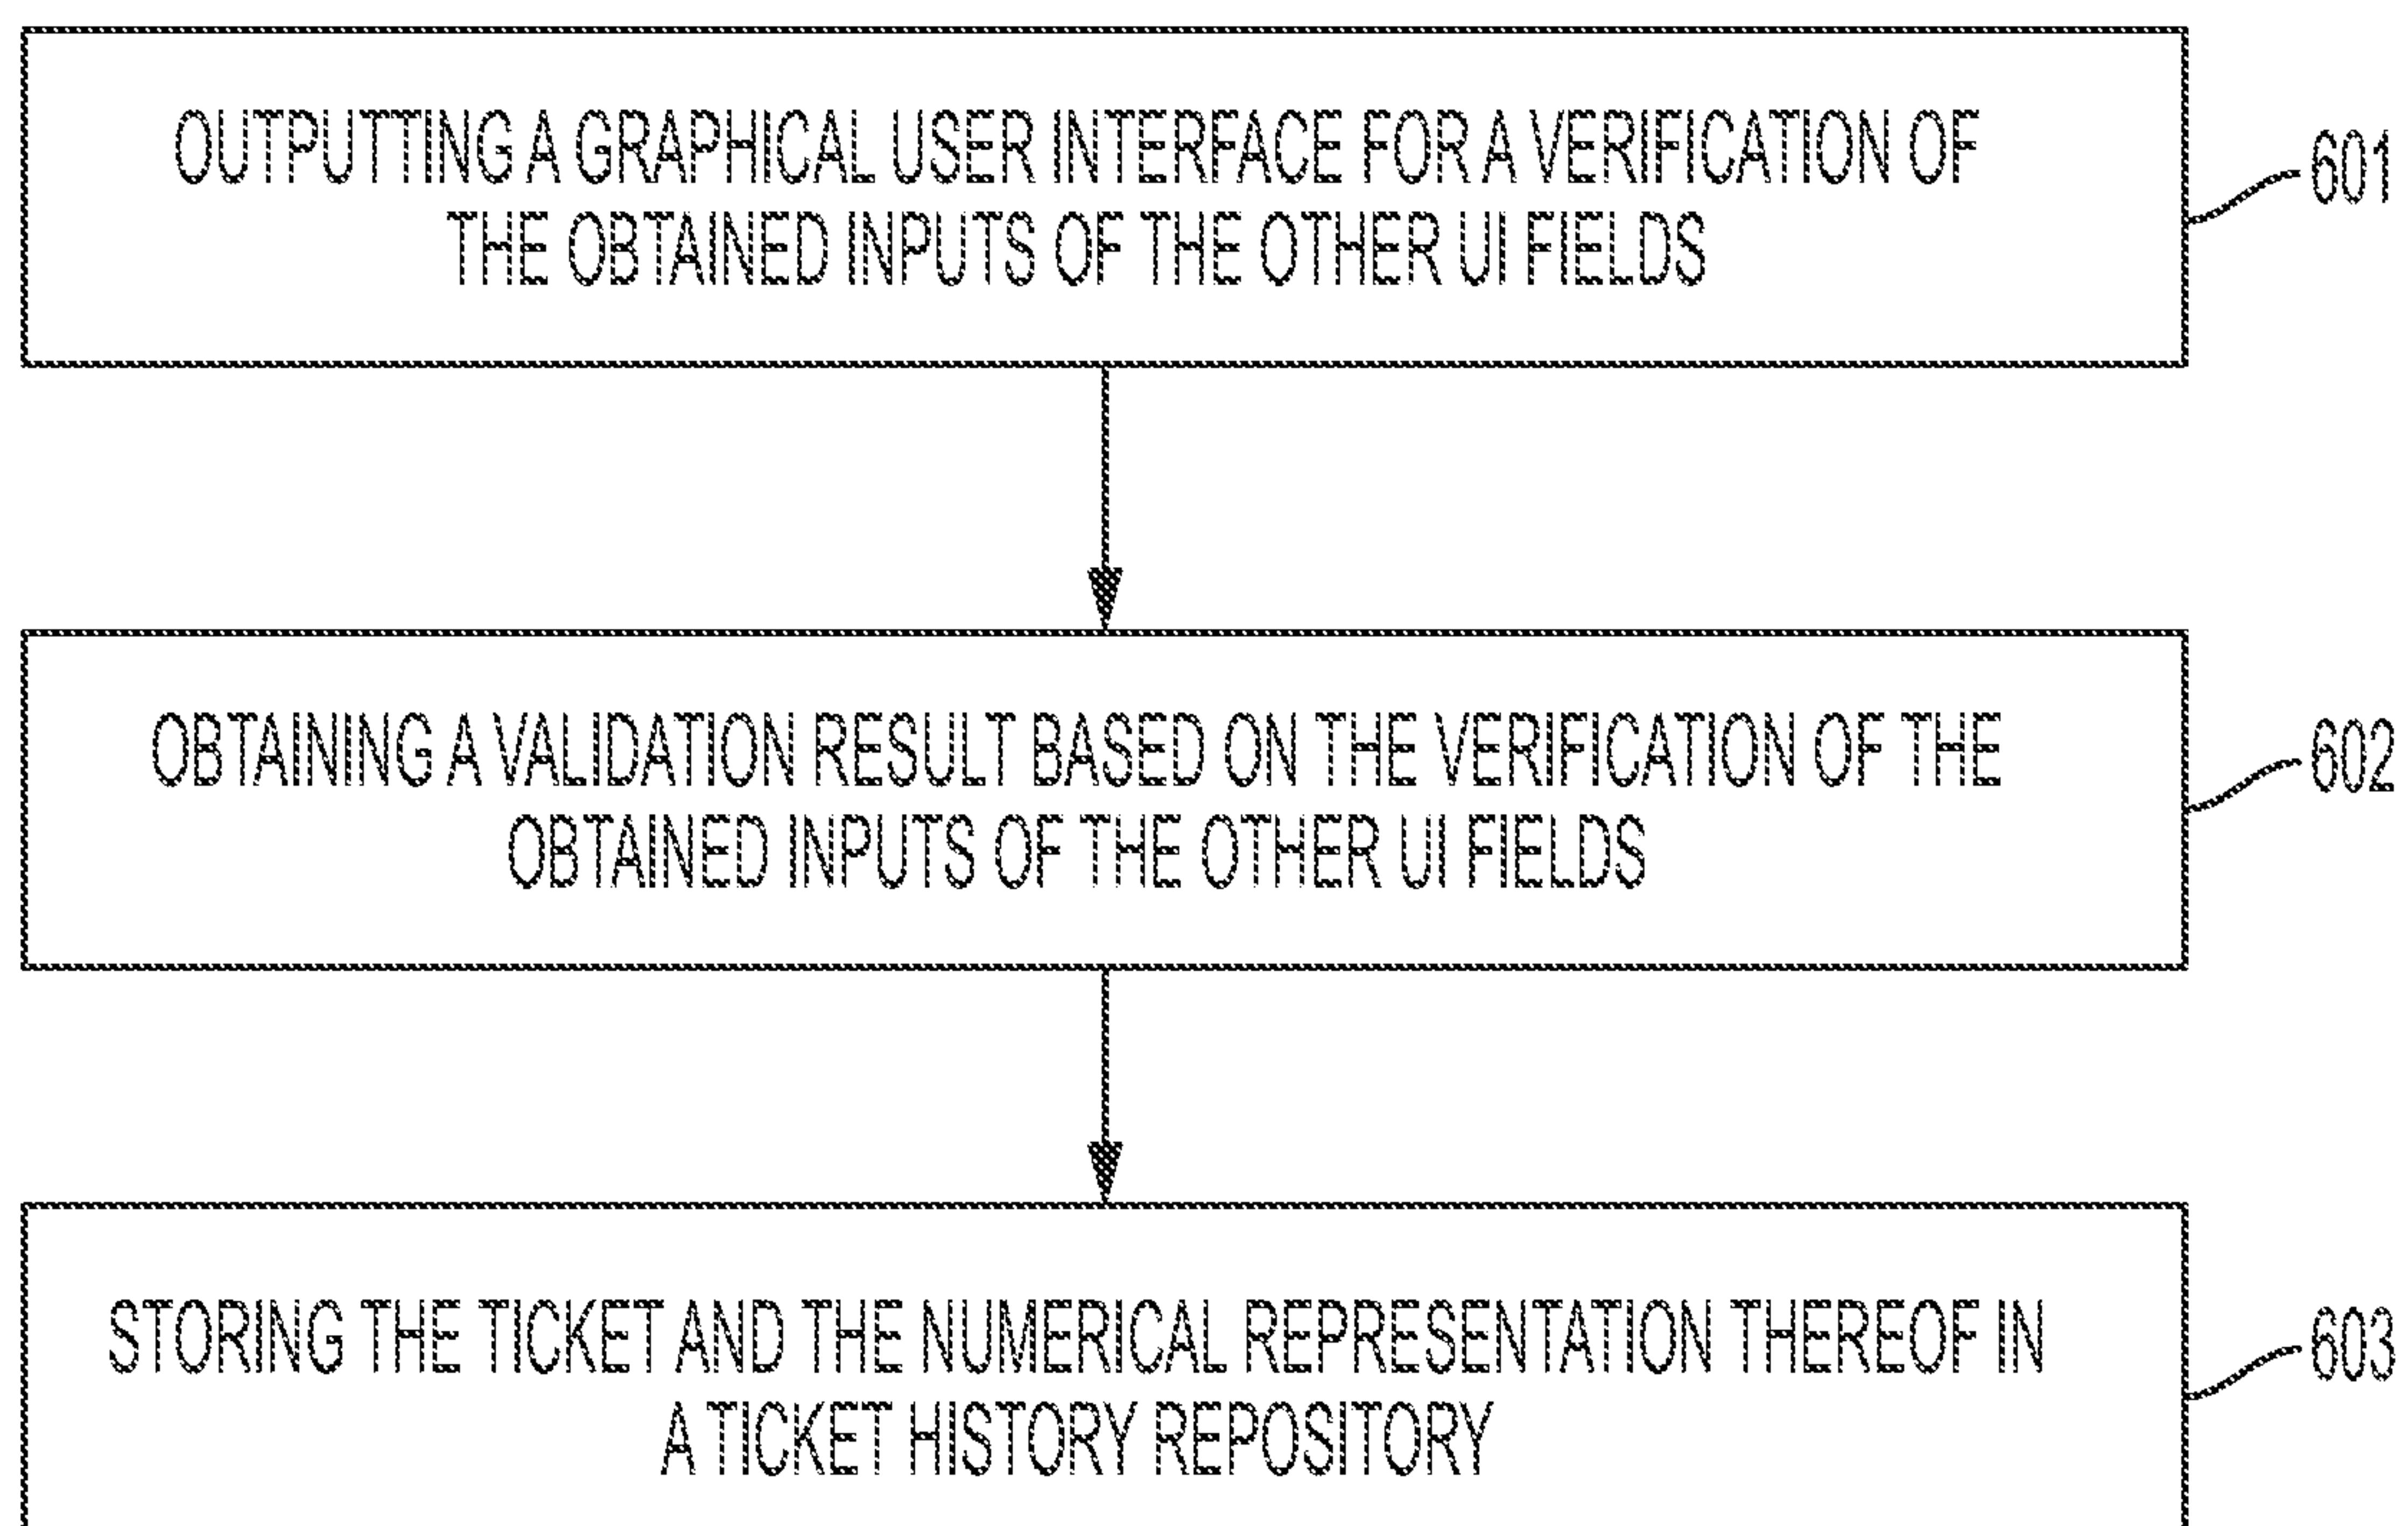 OUTPUTTING A GRAPHICAL USER INTERFACE FOR A VERIFICATION OF
THE OBTAINED INPUTS OF THE OTHER UI FIELDS
601
OBTAINING A VALIDATION RESULT BASED ON THE VERIFICATION OF THE
OBTAINED INPUTS OF THE OTHER UI FIELDS
602
STORING THE TICKET AND THE NUMERICAL REPRESENTATION THEREOF IN
A TICKET HISTORY REPOSITORY
603